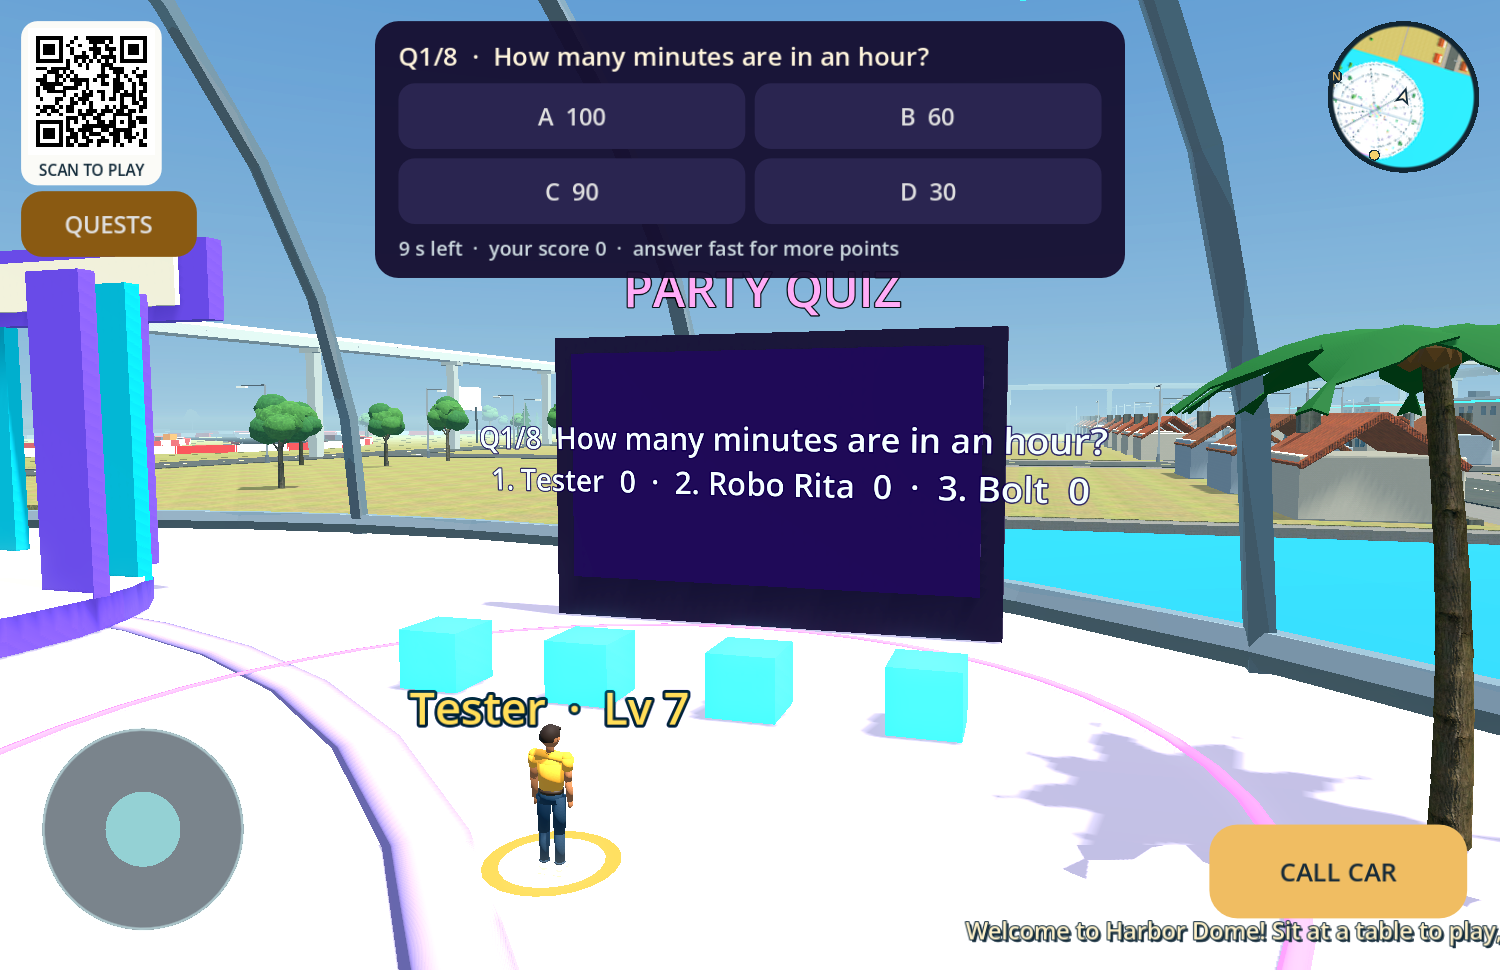 SCAN TO PLAY
QUESTS
Q1/8 · How many minutes are in an hour?
A 100
B 60
C 90
D 30
9 s left · your score 0 · answer fast for more points
N
PARTY QUIZ
Q1/8 How many minutes are in an hour?
1. Tester 0 · 2. Robo Rita 0 · 3. Bolt 0
Tester · Lv 7
CALL CAR
Welcome to Harbor Dome! Sit at a table to play,